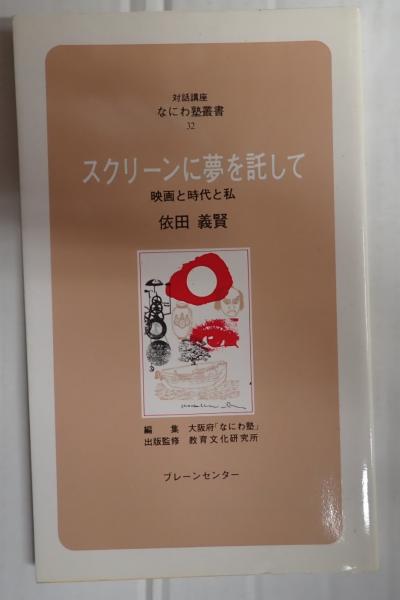 対話講座
なにわ塾叢書
32
スクリーンに夢を託して
映画と時代と私
依田 義賢
編 集 大阪府「なにわ塾」
出版監修 教育文化研究所
ブレーンセンター